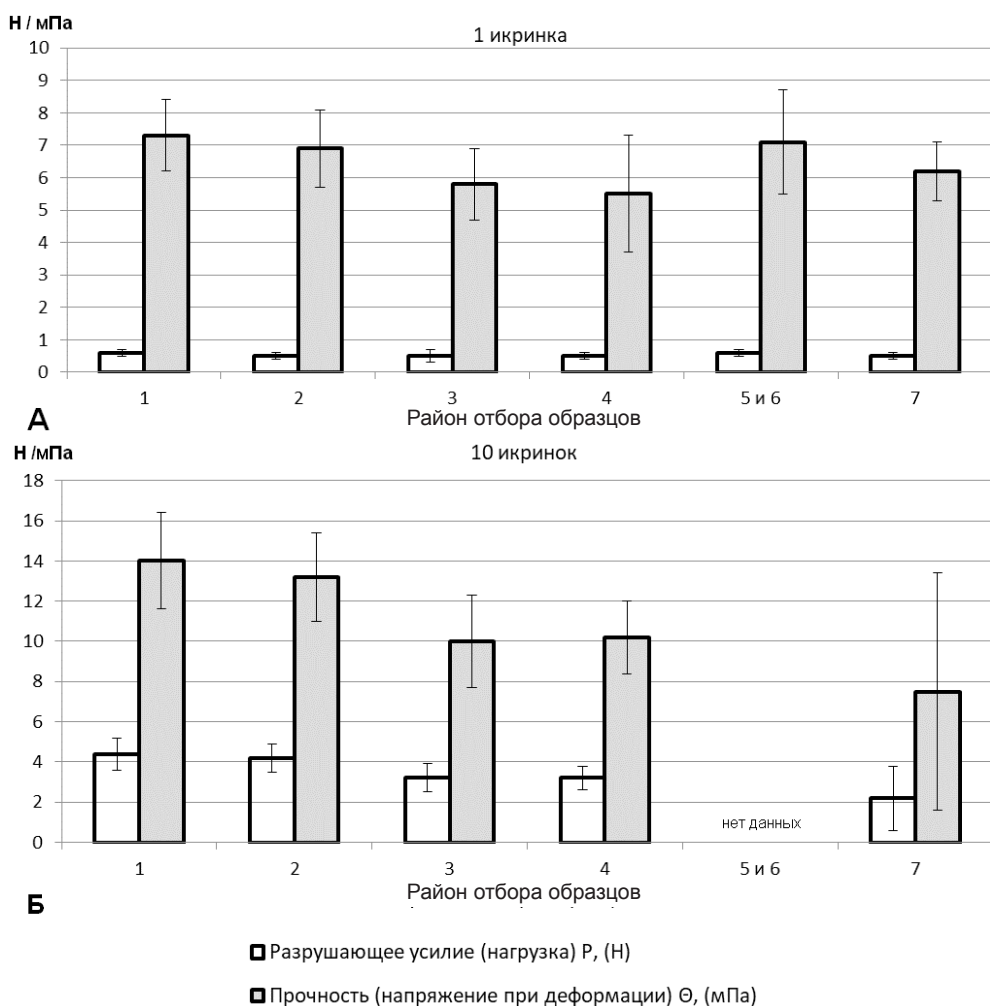 Н / мПа
1 икринка
10
9
8
7
6
5
4
3
2
1
0
1 2 3 4 5 и 6 7
Район отбора образцов
А
Н /мПа
10 икринок
18
16
14
12
10
8
6
4
2
0
нет данных
1 2 3 4 5 и 6 7
Район отбора образцов
Б
Разрушающее усилие (нагрузка) P, (Н)
Прочность (напряжение при деформации) Θ, (мПа)